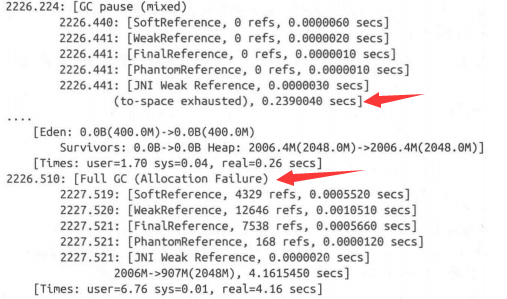 2226.224: [GC pause (mixed)
2226.440: [SoftReference, 0 refs, 0.0000060 secs]
2226.441: [WeakReference, 0 refs, 0.0000020 secs]
2226.441: [FinalReference, 0 refs, 0.0000010 secs]
2226.441: [PhantomReference, 0 refs, 0.0000010 secs]
2226.441: [JNI Weak Reference, 0.0000030 secs]
(to-space exhausted), 0.2390040 secs]
....
[Eden: 0.0B(400.0M)->0.0B(400.0M)
Survivors: 0.0B->0.0B Heap: 2006.4M(2048.0M)->2006.4M(2048.0M)]
[Times: user=1.70 sys=0.04, real=0.26 secs]
2226.510: [Full GC (Allocation Failure)
2227.519: [SoftReference, 4329 refs, 0.0005520 secs]
2227.520: [WeakReference, 12646 refs, 0.0010510 secs]
2227.521: [FinalReference, 7538 refs, 0.0005660 secs]
2227.521: [PhantomReference, 168 refs, 0.0000120 secs]
2227.521: [JNI Weak Reference, 0.0000020 secs]
2006M->907M(2048M), 4.1615450 secs]
[Times: user=6.76 sys=0.01, real=4.16 secs]